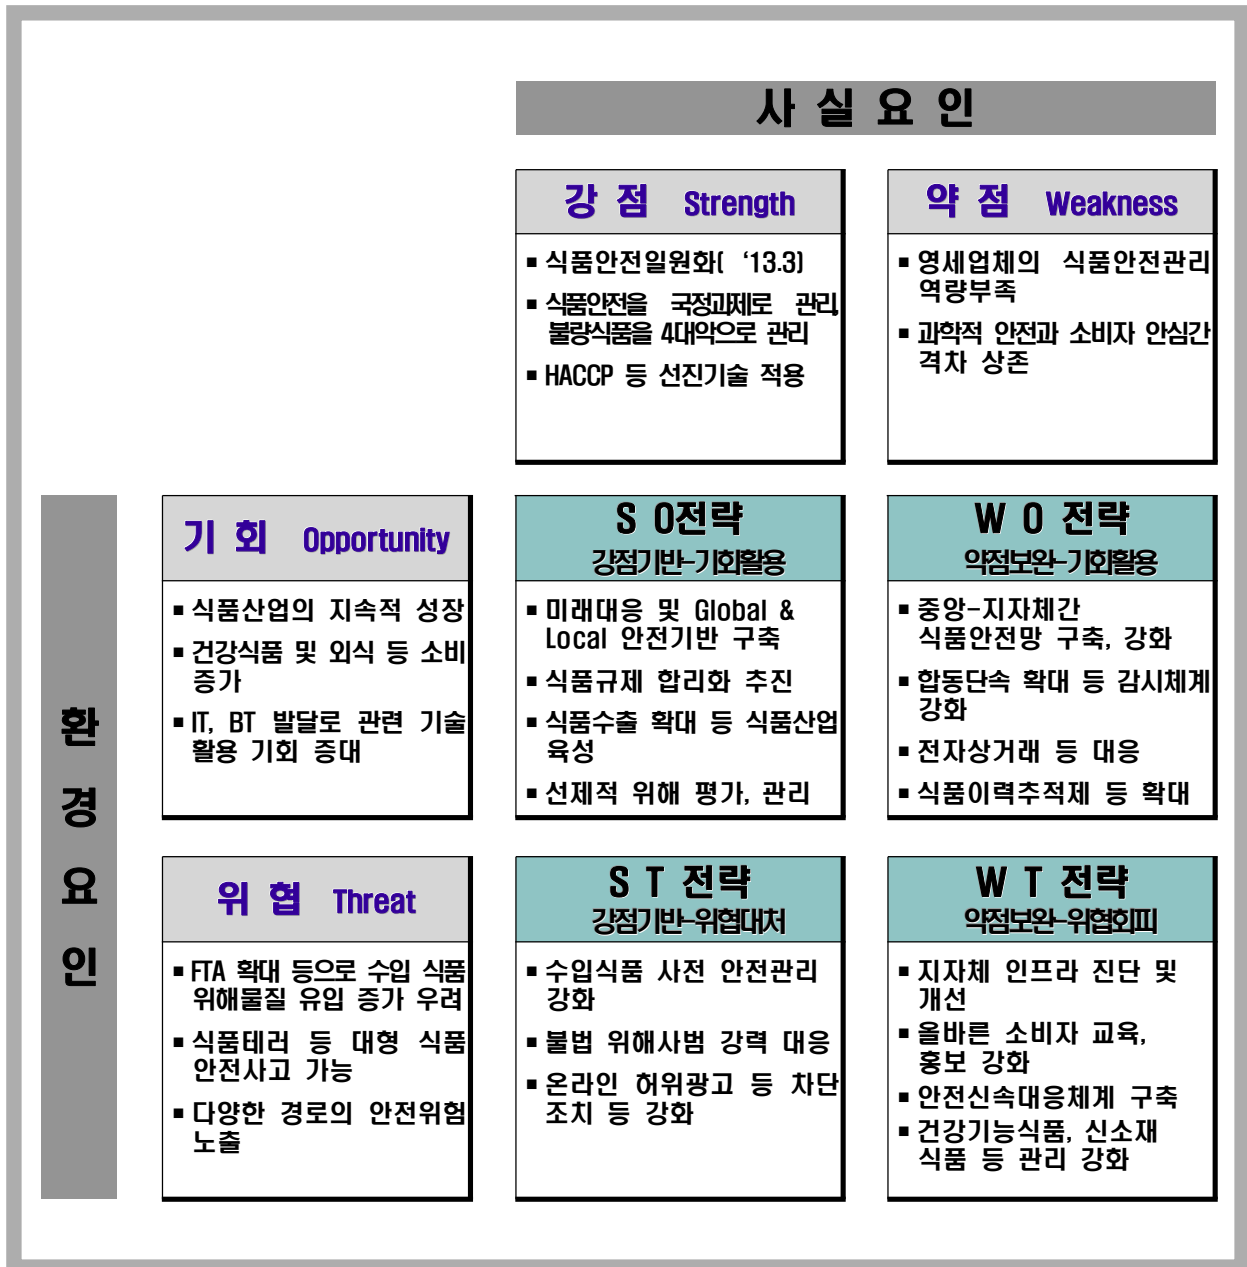 사 실 요 인
강 점 Strength
▪ 식품안전일원화( ‘13.3)
▪ 식품안전을 국정과제로 관리,
불량식품을 4대악으로 관리
▪ HACCP 등 선진기술 적용
약 점 Weakness
▪ 영세업체의 식품안전관리
역량부족
▪ 과학적 안전과 소비자 안심간
격차 상존
환
경
요
인
기 회 Opportunity
▪ 식품산업의 지속적 성장
▪ 건강식품 및 외식 등 소비
증가
▪ IT, BT 발달로 관련 기술
활용 기회 증대
S O전략
강점기반-기회활용
▪ 미래대응 및 Global &
Local 안전기반 구축
▪ 식품규제 합리화 추진
▪ 식품수출 확대 등 식품산업
육성
▪ 선제적 위해 평가, 관리
W O 전략
약점보완-기회활용
▪ 중앙-지자체간
식품안전망 구축, 강화
▪ 합동단속 확대 등 감시체계
강화
▪ 전자상거래 등 대응
▪ 식품이력추적제 등 확대
위 협 Threat
▪ FTA 확대 등으로 수입 식품
위해물질 유입 증가 우려
▪ 식품테러 등 대형 식품
안전사고 가능
▪ 다양한 경로의 안전위험
노출
S T 전략
강점기반-위협대처
▪ 수입식품 사전 안전관리
강화
▪ 불법 위해사범 강력 대응
▪ 온라인 허위광고 등 차단
조치 등 강화
W T 전략
약점보완-위협회피
▪ 지자체 인프라 진단 및
개선
▪ 올바른 소비자 교육,
홍보 강화
▪ 안전신속대응체계 구축
▪ 건강기능식품, 신소재
식품 등 관리 강화